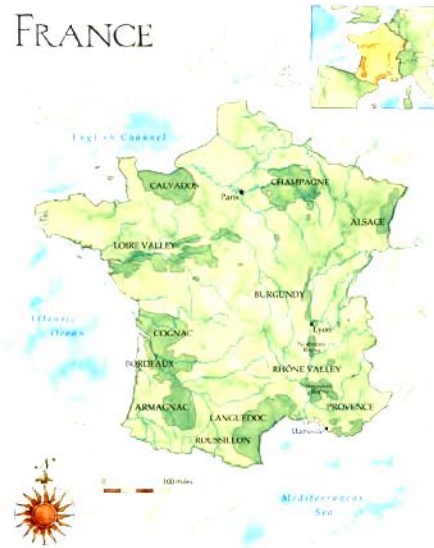 FRANCE
English Channel
CALVADOS
Paris
CHAMPAGNE
ALSACE
LOIRE VALLEY
BURGUNDY
Atlantic
Ocean
Lyon
COGNAC
BORDEAUX
RHÔNE VALLEY
ARMAGNAC
PROVENCE
LANGUEDOC
Marseille
ROUSSILLON
0
100 miles
Mediterranean
Sea